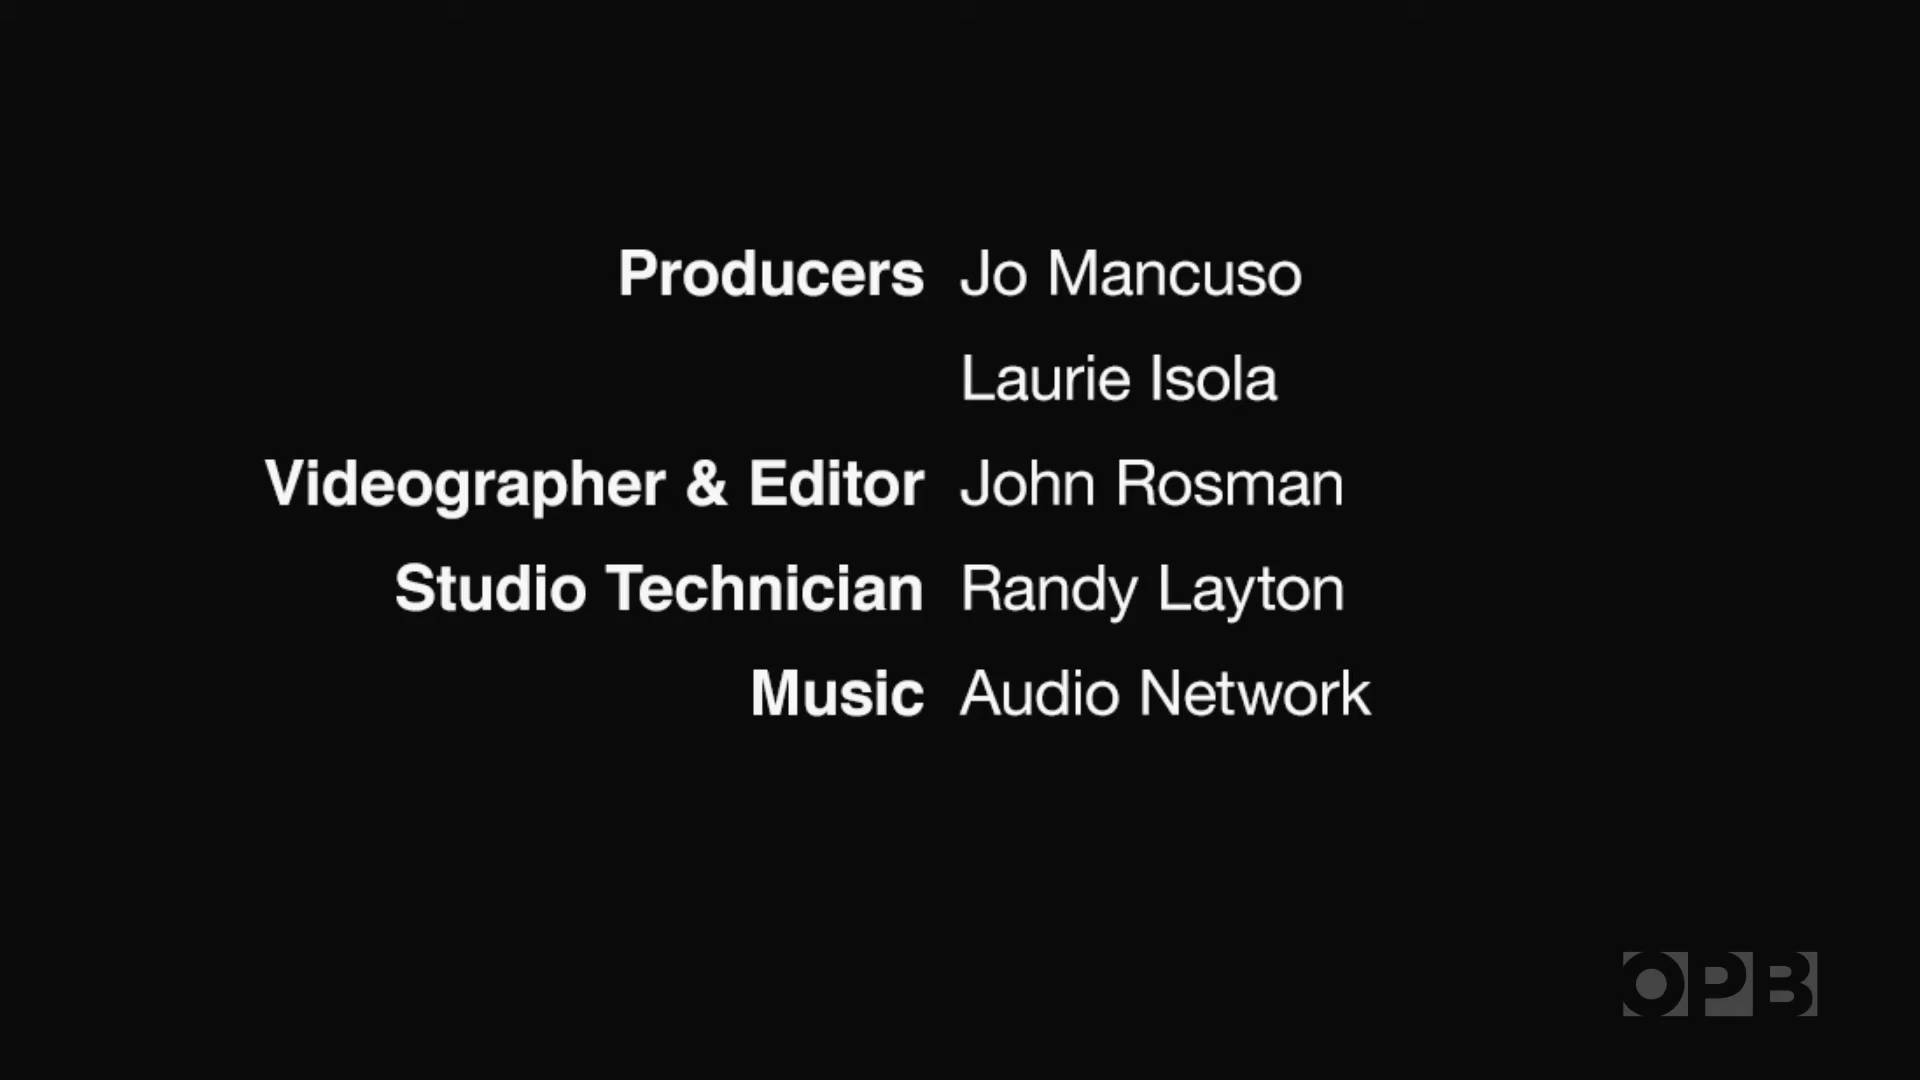 Producers Jo Mancuso
Laurie Isola
Videographer & Editor John Rosman
Studio Technician Randy Layton
Music Audio Network
OPB